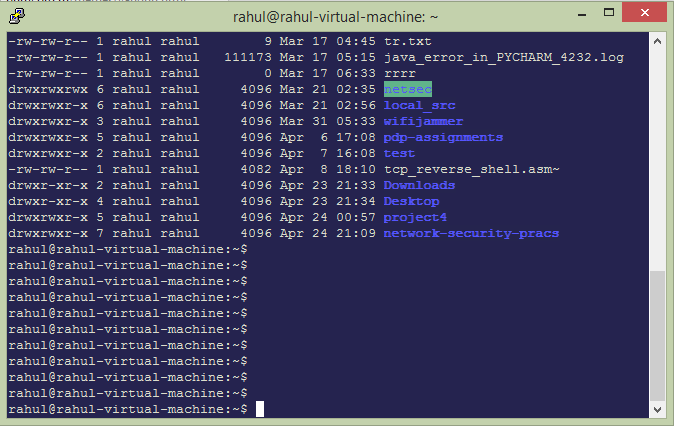 rahul@rahul-virtual-machine: ~
-rw-rw-r-- 1 rahul rahul 9 Mar 17 04:45 tr.txt
-rw-rw-r-- 1 rahul rahul 111173 Mar 17 05:15 java_error_in_PYCHARM_4232.log
-rw-rw-r-- 1 rahul rahul 0 Mar 17 06:33 rrrr
drwxrwxrwx 6 rahul rahul 4096 Mar 21 02:35 netsec
drwxrwxr-x 6 rahul rahul 4096 Mar 21 02:56 local_src
drwxrwxr-x 3 rahul rahul 4096 Mar 31 05:33 wifijammer
drwxrwxr-x 5 rahul rahul 4096 Apr 6 17:08 pdp-assignments
drwxrwxr-x 2 rahul rahul 4096 Apr 7 16:08 test
-rw-rw-r-- 1 rahul rahul 4082 Apr 8 18:10 tcp_reverse_shell.asm~
drwxr-xr-x 2 rahul rahul 4096 Apr 23 21:33 Downloads
drwxr-xr-x 4 rahul rahul 4096 Apr 23 21:34 Desktop
drwxrwxr-x 5 rahul rahul 4096 Apr 24 00:57 project4
drwxrwxr-x 7 rahul rahul 4096 Apr 24 21:09 network-security-pracs
rahul@rahul-virtual-machine:~$
rahul@rahul-virtual-machine:~$
rahul@rahul-virtual-machine:~$
rahul@rahul-virtual-machine:~$
rahul@rahul-virtual-machine:~$
rahul@rahul-virtual-machine:~$
rahul@rahul-virtual-machine:~$
rahul@rahul-virtual-machine:~$
rahul@rahul-virtual-machine:~$
rahul@rahul-virtual-machine:~$
rahul@rahul-virtual-machine:~$